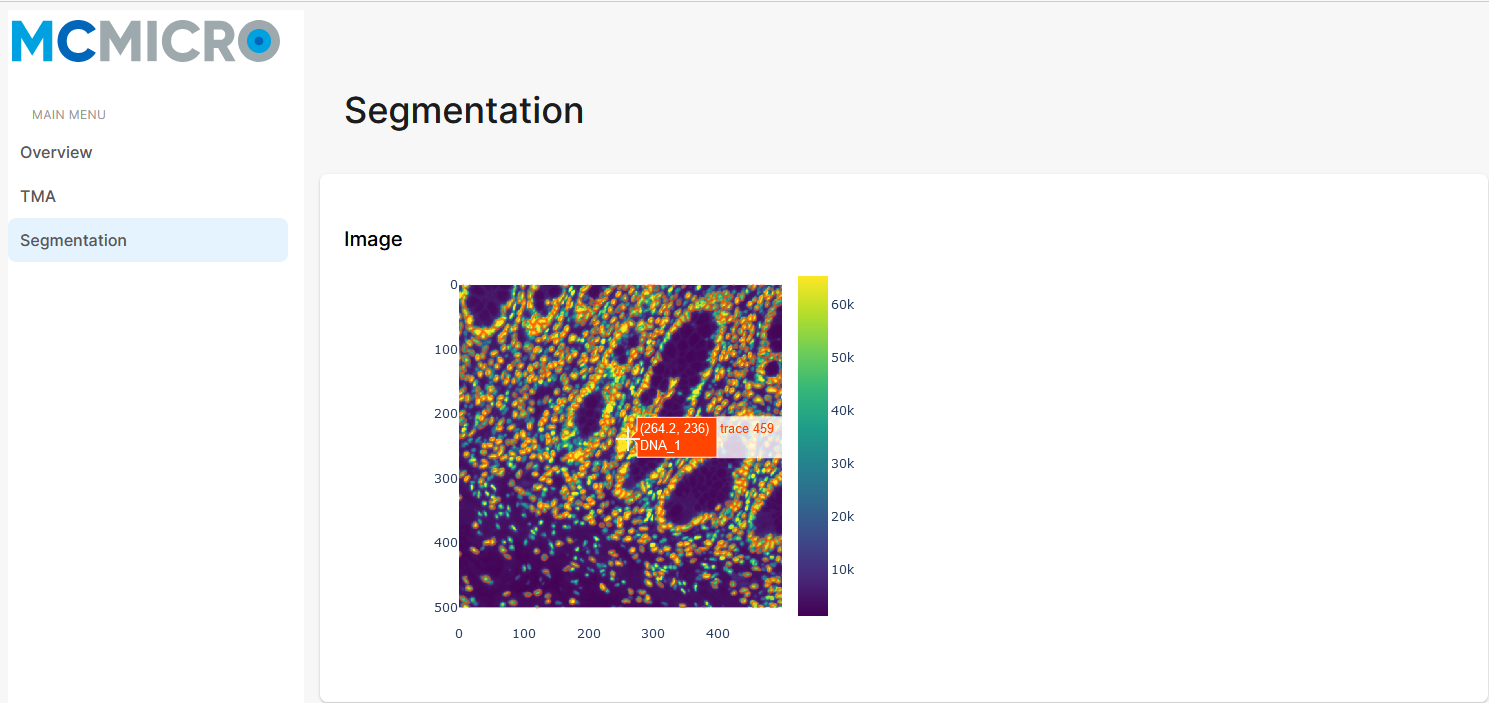 MCMICRO
MAIN MENU
Overview
TMA
Segmentation
Segmentation
Image
0
100
200
300
400
500
0
100
200
300
400
(264.2, 236)
DNA_1
trace 459
60k
50k
40k
30k
20k
10k